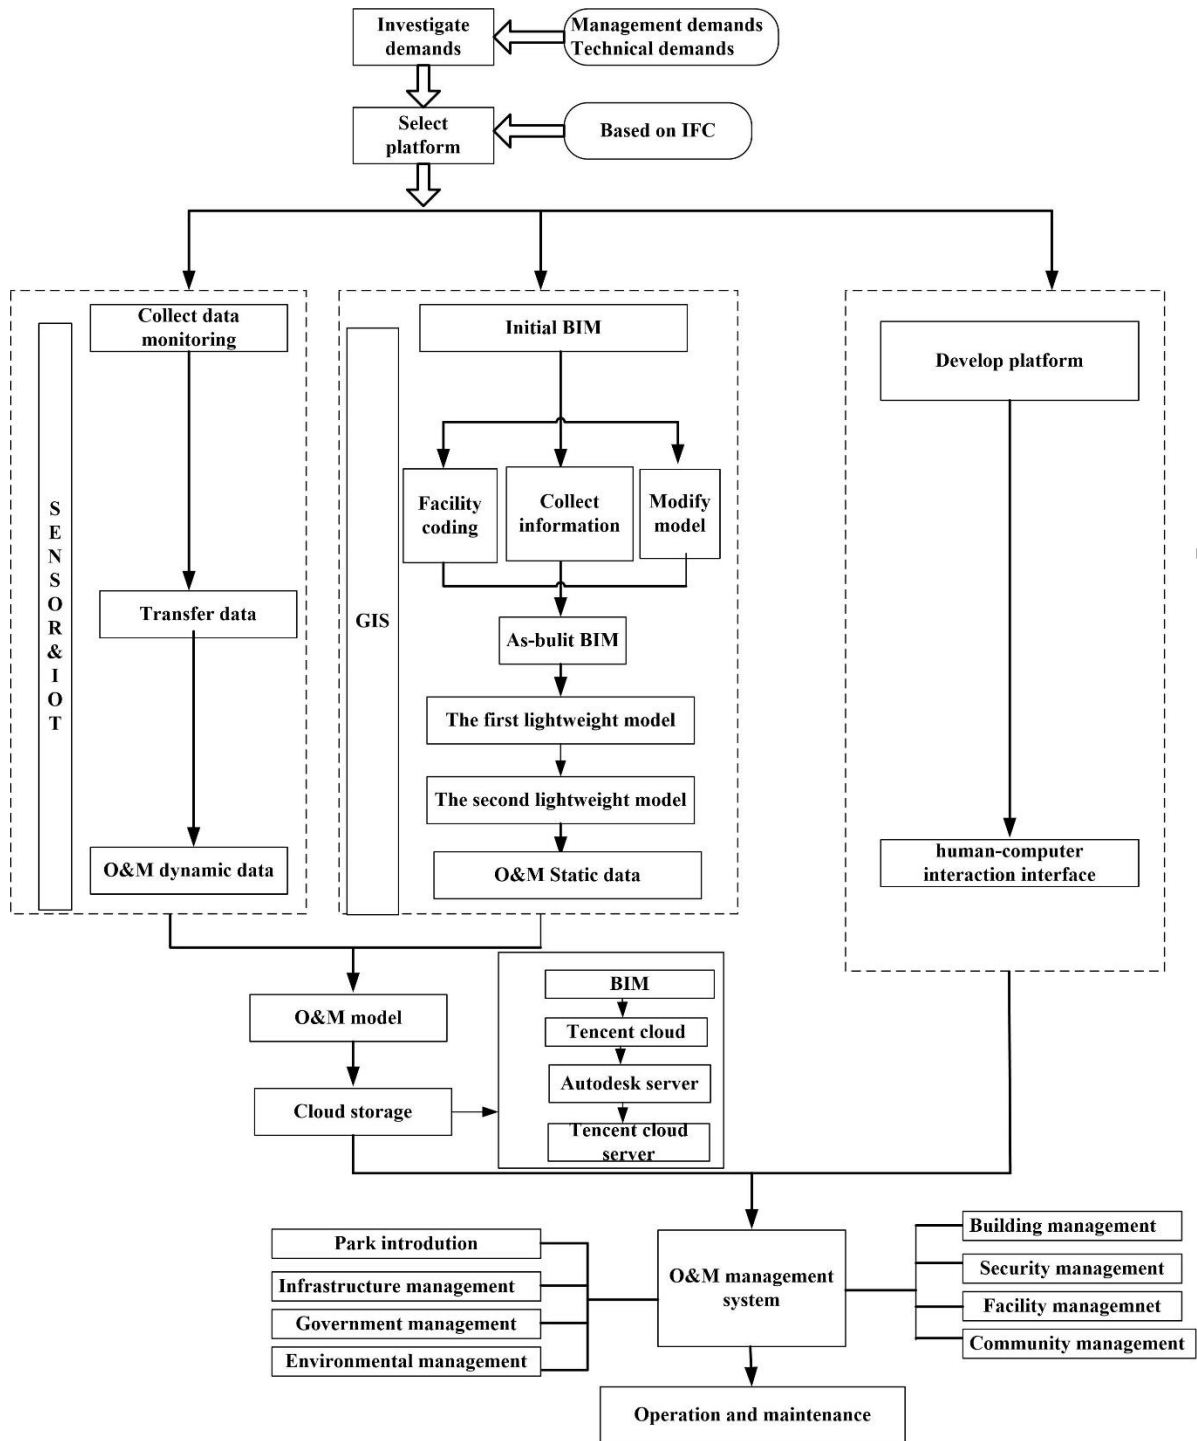 Investigate
demands
Management demands
Technical demands
Select
platform
Based on IFC
Collect data
monitoring
SENSOR&IOT
Transfer data
O&M dynamic data
Initial BIM
GIS
Facility
coding
Collect
information
Modify
model
As-bulit BIM
The first lightweight model
The second lightweight model
O&M Static data
Develop platform
human-computer
interaction interface
O&M model
Cloud storage
BIM
Tencent cloud
Autodesk server
Tencent cloud
server
Park introdution
Infrastructure management
Government management
Environmental management
O&M management
system
Building management
Security management
Facility managemnet
Community management
Operation and maintenance